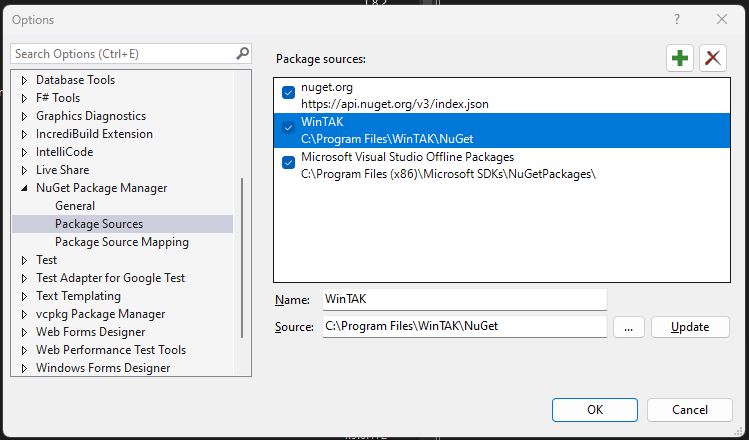 Options
Search Options (Ctrl+E)
Database Tools
F# Tools
Graphics Diagnostics
IncrediBuild Extension
IntelliCode
Live Share
NuGet Package Manager
General
Package Sources
Package Source Mapping
Test
Test Adapter for Google Test
Text Templating
vcpkg Package Manager
Web Forms Designer
Web Performance Test Tools
Windows Forms Designer
Package sources:
nuget.org
https://api.nuget.org/v3/index.json
WinTAK
C:\Program Files\WinTAK\NuGet
Microsoft Visual Studio Offline Packages
C:\Program Files (x86)\Microsoft SDKs\NuGetPackages\
Name: WinTAK
Source: C:\Program Files\WinTAK\NuGet ... Update
OK Cancel